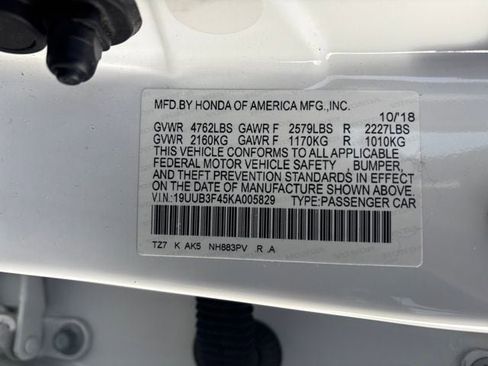 MFD.BY HONDA OF AMERICA MFG.,INC.
10/'18
GVWR 4762LBS GAWR F 2579LBS R 2227LBS
GVWR 2160KG GAWR F 1170KG R 1010KG
THIS VEHICLE CONFORMS TO ALL APPLICABLE
FEDERAL MOTOR VEHICLE SAFETY, BUMPER,
AND THEFT PREVENTION STANDARDS IN EFFECT
ON THE DATE OF MANUFACTURE SHOWN ABOVE.
VIN:19UUB3F45KA005829 TYPE:PASSENGER CAR
TZ7 K AK5 NH883PV .R .A